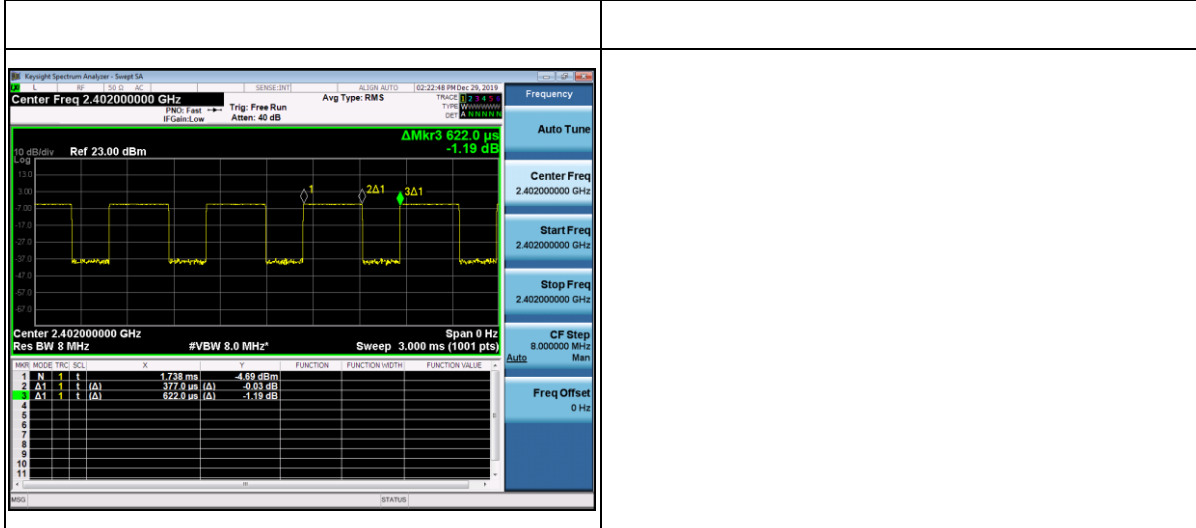 Keysight Spectrum Analyzer - Swept SA
L RF 50 Ω AC SENSE:INT ALIGN AUTO 02:22:48 PM Dec 29, 2019
Center Freq 2.402000000 GHz
PNO: Fast
IFGain:Low
Trig: Free Run
Atten: 40 dB
Avg Type: RMS
TRACE 1 2 3 4 5 6
TYPE
DET A N N N N N
ΔMkr3 622.0 µs
-1.19 dB
10 dB/div Ref 23.00 dBm
Log
13.0
3.00
-7.00
-17.0
-27.0
-37.0
-47.0
-57.0
-67.0
1
2Δ1
3Δ1
Center 2.402000000 GHz Span 0 Hz
Res BW 8 MHz #VBW 8.0 MHz* Sweep 3.000 ms (1001 pts)
MKR MODE TRC SCL X Y FUNCTION FUNCTION WIDTH FUNCTION VALUE
1 N 1 t 1.738 ms -4.69 dBm
2 Δ1 1 t (Δ) 377.0 µs (Δ) -0.03 dB
3 Δ1 1 t (Δ) 622.0 µs (Δ) -1.19 dB
4
5
6
7
8
9
10
11
MSG STATUS
Frequency
Auto Tune
Center Freq
2.402000000 GHz
Start Freq
2.402000000 GHz
Stop Freq
2.402000000 GHz
CF Step
8.000000 MHz
Auto Man
Freq Offset
0 Hz